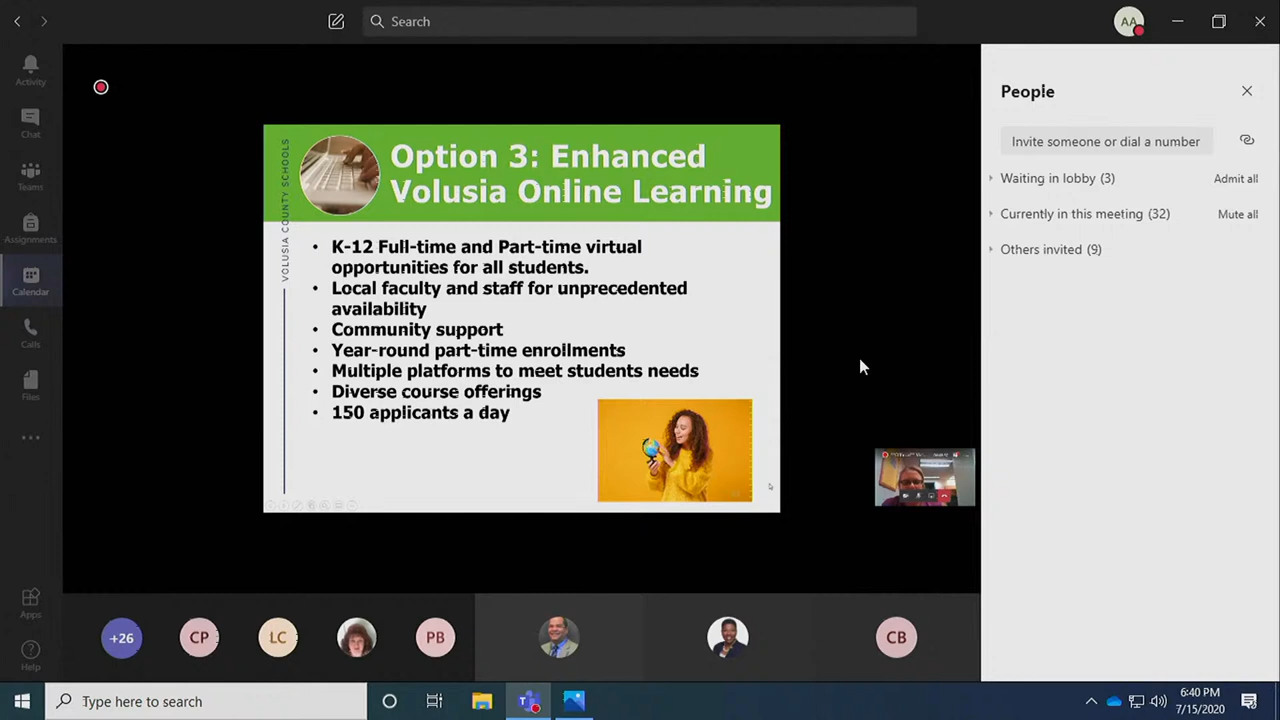 Search
AA
Activity
Chat
Teams
Assignments
Calendar
Calls
Files
Apps
Help
VOLUSIA COUNTY SCHOOLS
Option 3: Enhanced
Volusia Online Learning
• K-12 Full-time and Part-time virtual
opportunities for all students.
• Local faculty and staff for unprecedented
availability
• Community support
• Year-round part-time enrollments
• Multiple platforms to meet students needs
• Diverse course offerings
• 150 applicants a day
People
Invite someone or dial a number
Waiting in lobby (3)
Admit all
Currently in this meeting (32)
Mute all
Others invited (9)
+26
CP
LC
PB
CB
Type here to search
6:40 PM
7/15/2020